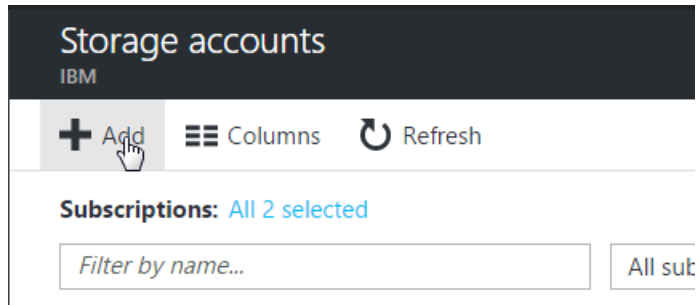 Storage accounts
IBM
Add Columns Refresh
Subscriptions: All 2 selected
Filter by name... All sub